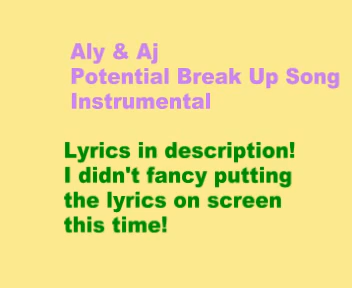 Aly & Aj
Potential Break Up Song
Instrumental
Lyrics in description!
I didn't fancy putting
the lyrics on screen
this time!